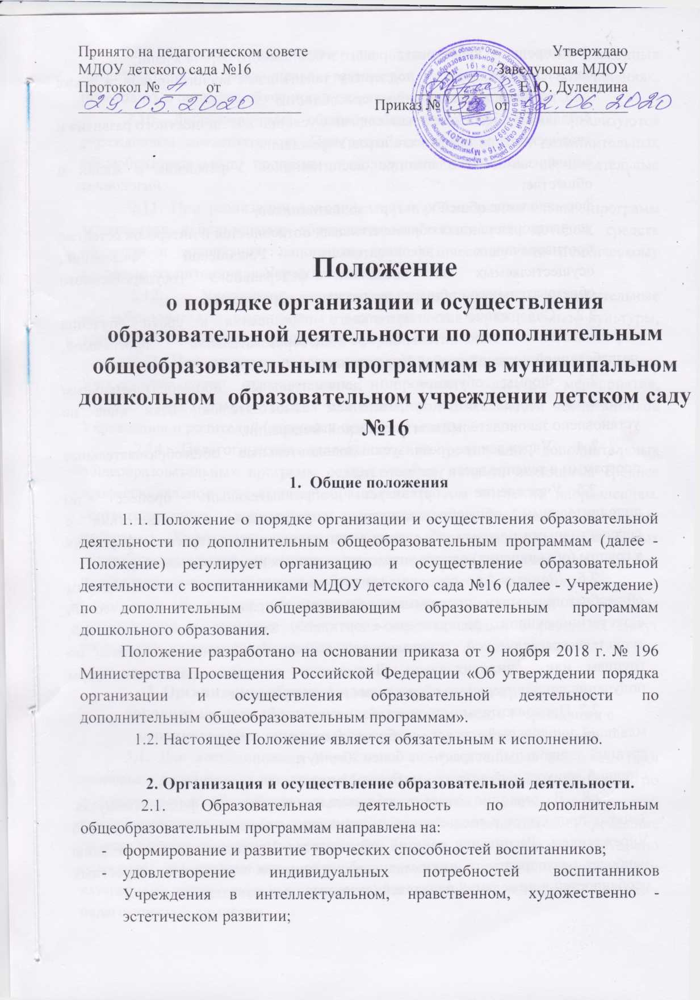 Принято на педагогическом совете
МДОУ детского сада №16
Протокол № 4 от
29.05.2020
Утверждаю
Заведующая МДОУ
Н.Ю. Дулендина
Приказ № от 2.06.2020
Положение
о порядке организации и осуществления
образовательной деятельности по дополнительным
общеобразовательным программам в муниципальном
дошкольном образовательном учреждении детском саду
№16
1. Общие положения
1.1. Положение о порядке организации и осуществления образовательной
деятельности по дополнительным общеобразовательным программам (далее -
Положение) регулирует организацию и осуществление образовательной
деятельности с воспитанниками МДОУ детского сада №16 (далее - Учреждение)
по дополнительным общеразвивающим образовательным программам
дошкольного образования.
Положение разработано на основании приказа от 9 ноября 2018 г. № 196
Министерства Просвещения Российской Федерации «Об утверждении порядка
организации и осуществления образовательной деятельности по
дополнительным общеобразовательным программам».
1.2. Настоящее Положение является обязательным к исполнению.
2. Организация и осуществление образовательной деятельности.
2.1. Образовательная деятельность по дополнительным
общеобразовательным программам направлена на:
- формирование и развитие творческих способностей воспитанников;
- удовлетворение индивидуальных потребностей воспитанников
Учреждения в интеллектуальном, нравственном, художественно -
эстетическом развитии;